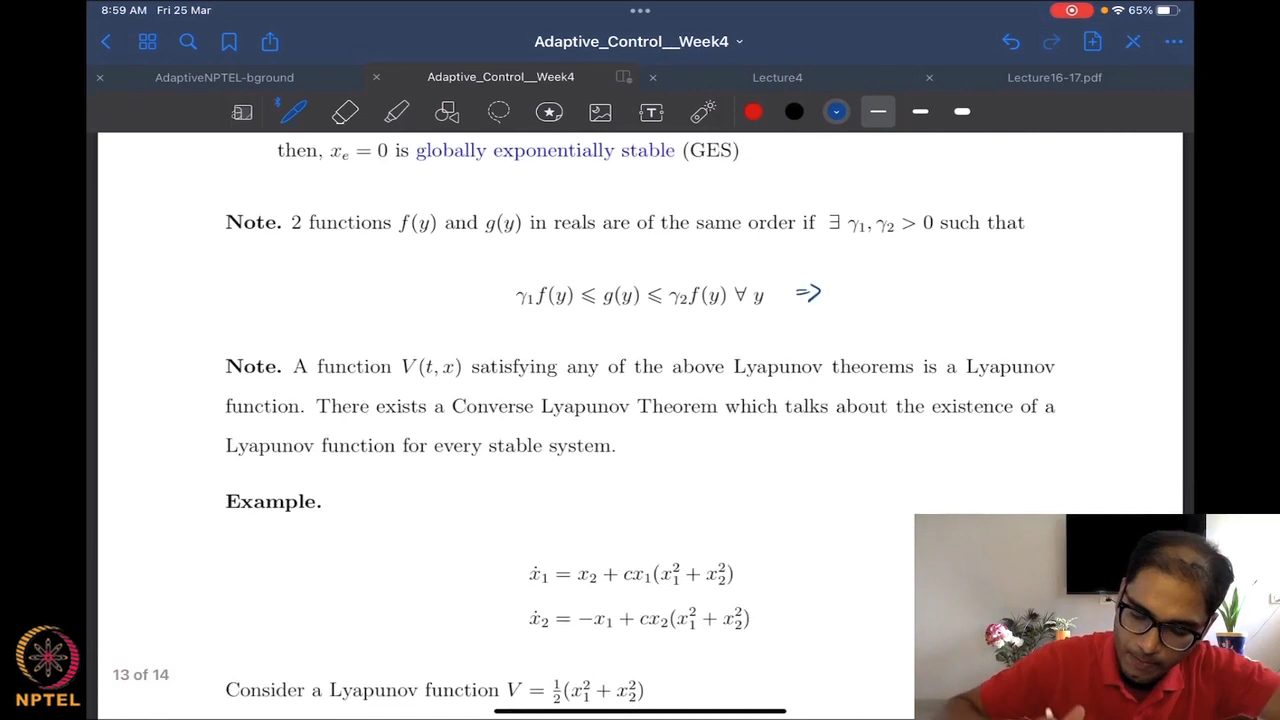 8:59 AM Fri 25 Mar
65%
Adaptive_Control__Week4
AdaptiveNPTEL-bground
Adaptive_Control__Week4
Lecture4
Lecture16-17.pdf
then, xₑ = 0 is globally exponentially stable (GES)
Note. 2 functions f(y) and g(y) in reals are of the same order if ∃ γ₁, γ₂ > 0 such that
γ₁f(y) ⩽ g(y) ⩽ γ₂f(y) ∀ y =>
Note. A function V(t, x) satisfying any of the above Lyapunov theorems is a Lyapunov
function. There exists a Converse Lyapunov Theorem which talks about the existence of a
Lyapunov function for every stable system.
Example.
ẋ₁ = x₂ + cx₁(x₁² + x₂²)
ẋ₂ = −x₁ + cx₂(x₁² + x₂²)
13 of 14
Consider a Lyapunov function V = ½(x₁² + x₂²)
NPTEL